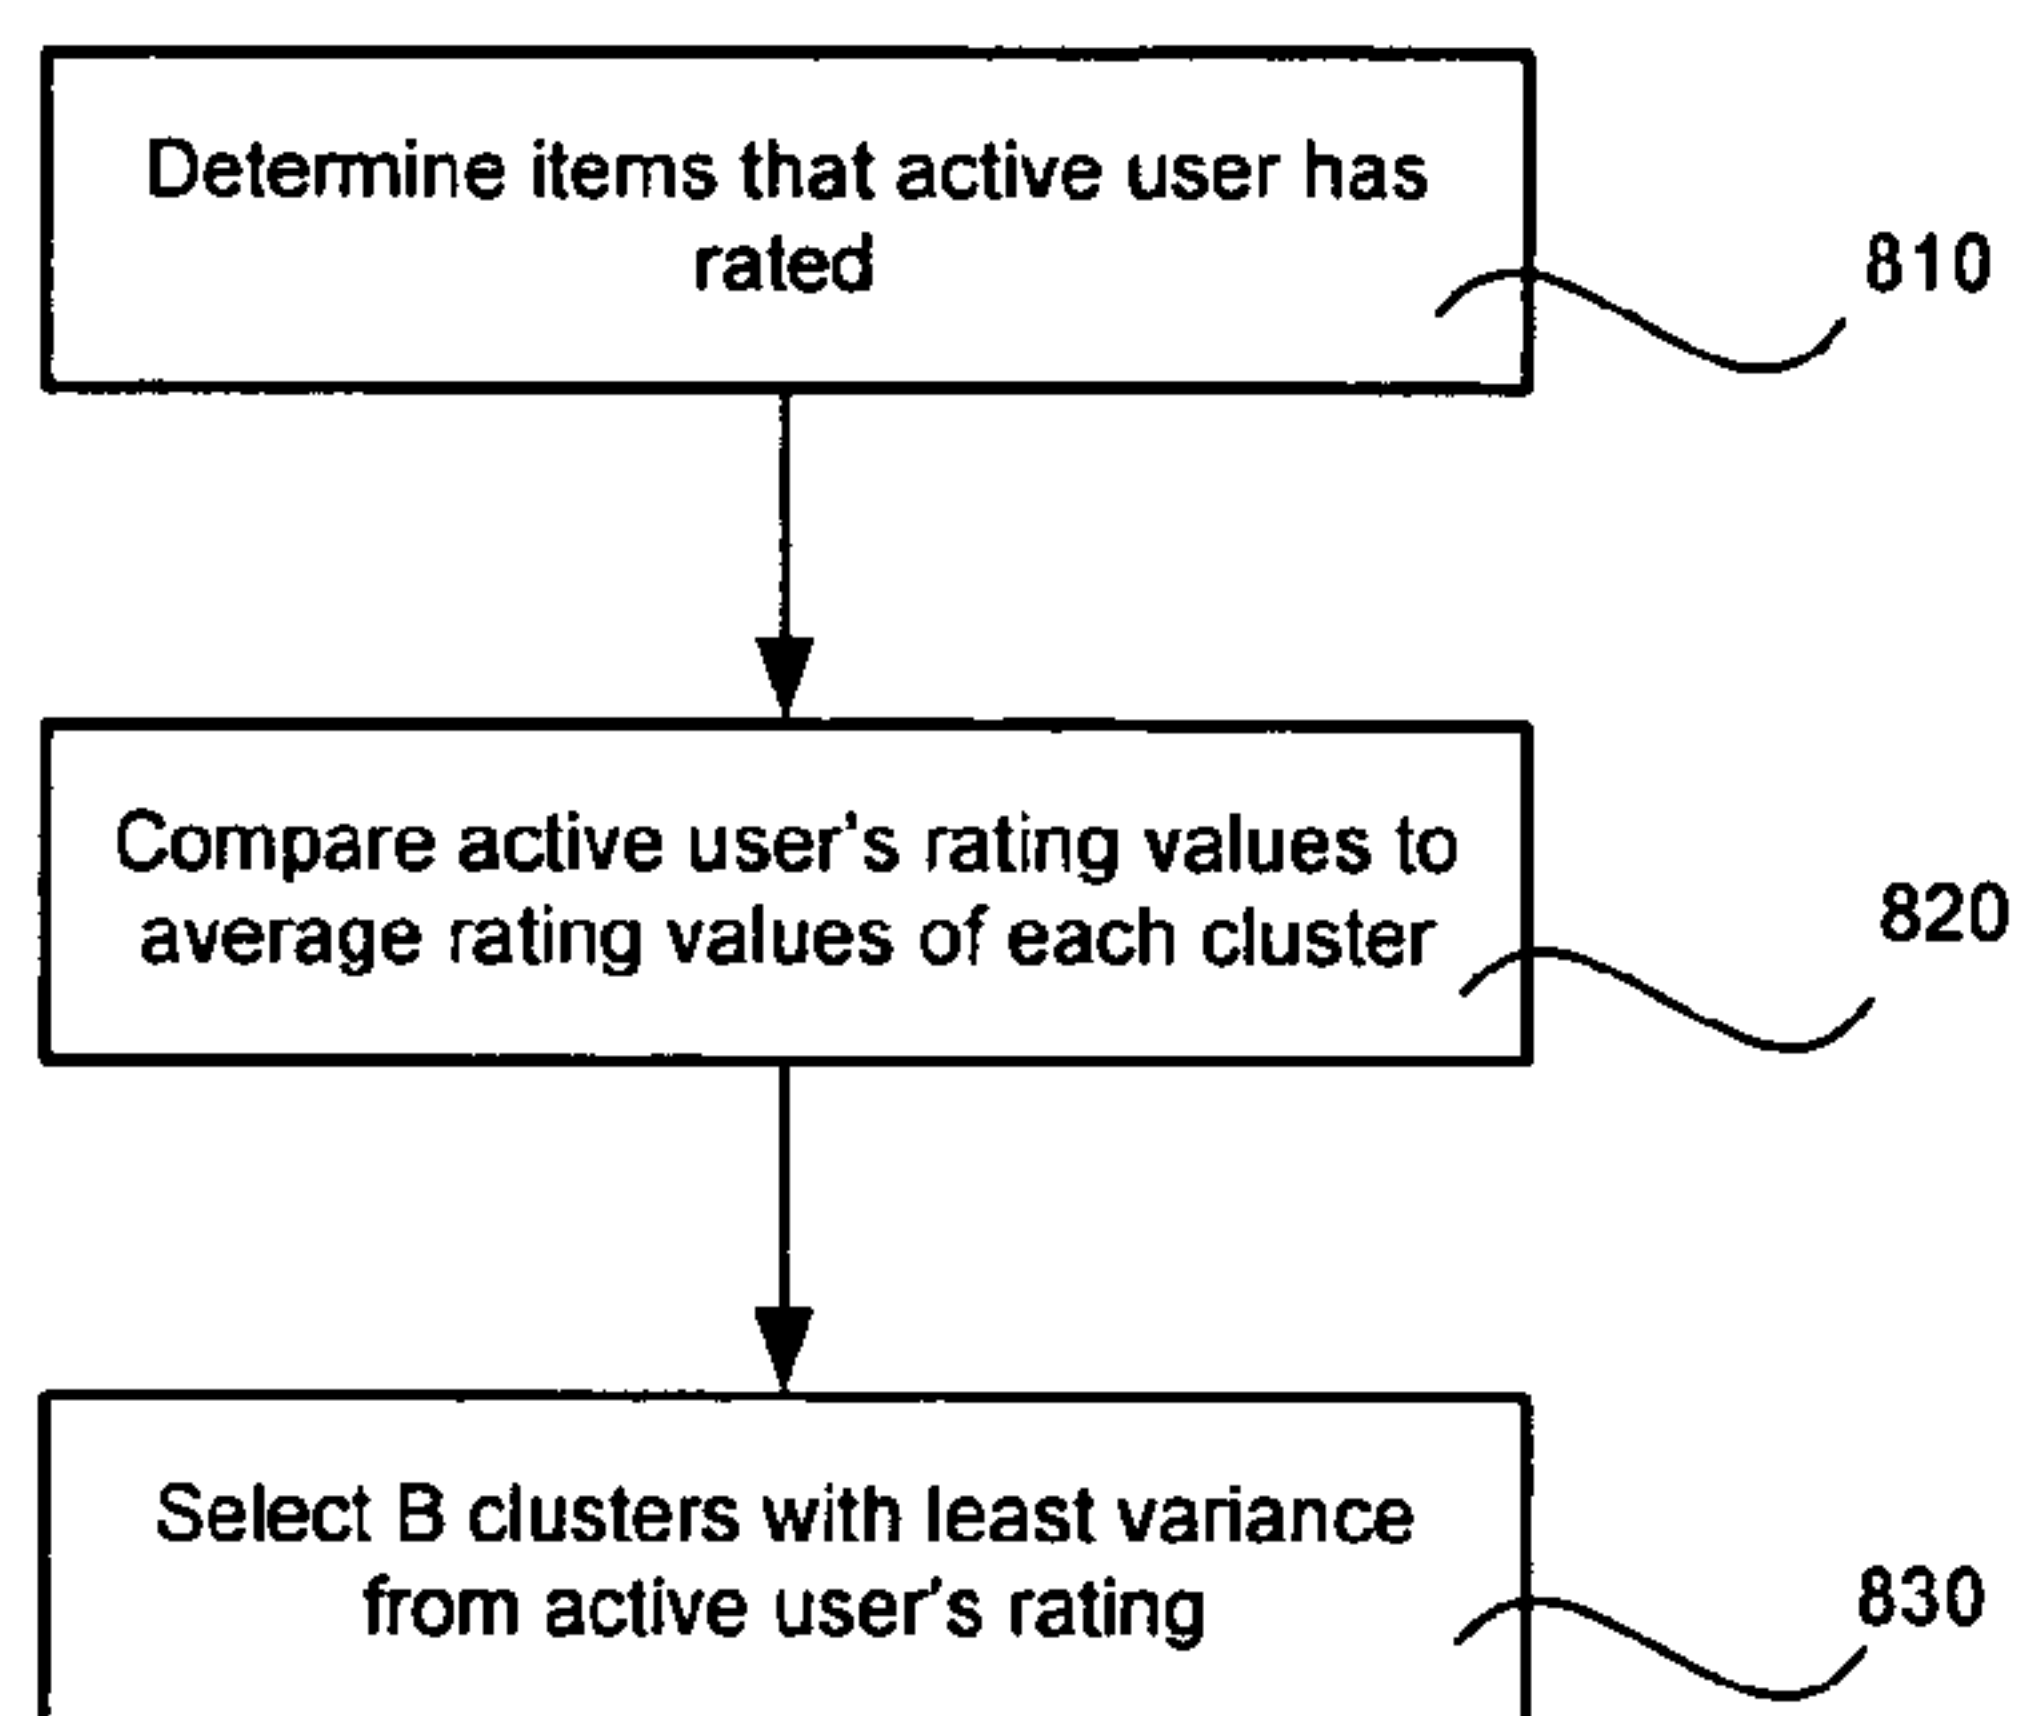 Determine items that active user has
rated
810
Compare active user's rating values to
average rating values of each cluster
820
Select B clusters with least variance
from active user's rating
830